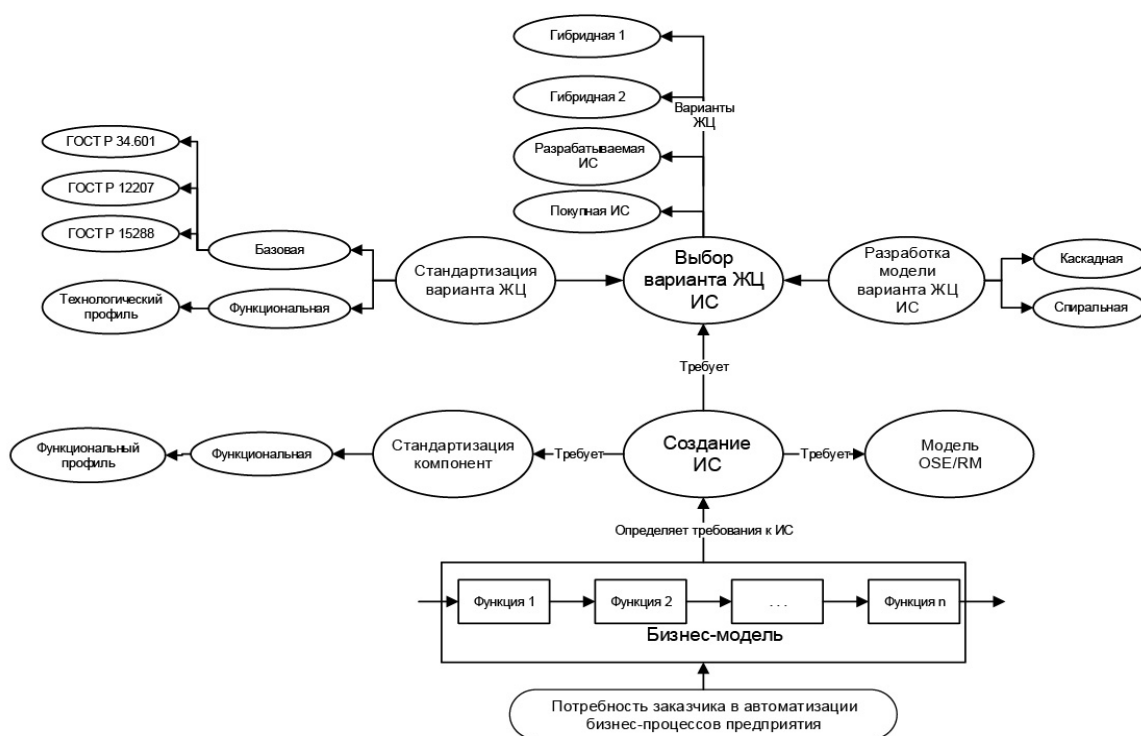 Гибридная 1
Гибридная 2
Варианты
ЖЦ
ГОСТ Р 34.601
Разрабатываемая
ИС
ГОСТ Р 12207
Покупная ИС
ГОСТ Р 15288
Базовая
Стандартизация
варианта ЖЦ
Выбор
варианта ЖЦ
ИС
Разработка
модели
варианта ЖЦ
ИС
Каскадная
Технологический
профиль
Функциональная
Спиральная
Требует
Функциональный
профиль
Функциональная
Стандартизация
компонент
Требует
Создание
ИС
Требует
Модель
OSE/RM
Определяет требования к ИС
Функция 1
Функция 2
. . .
Функция n
Бизнес-модель
Потребность заказчика в автоматизации
бизнес-процессов предприятия